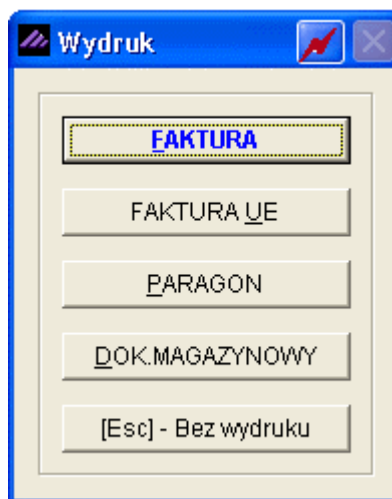 Wydruk
FAKTURA
FAKTURA UE
PARAGON
DOK.MAGAZYNOWY
[Esc] - Bez wydruku